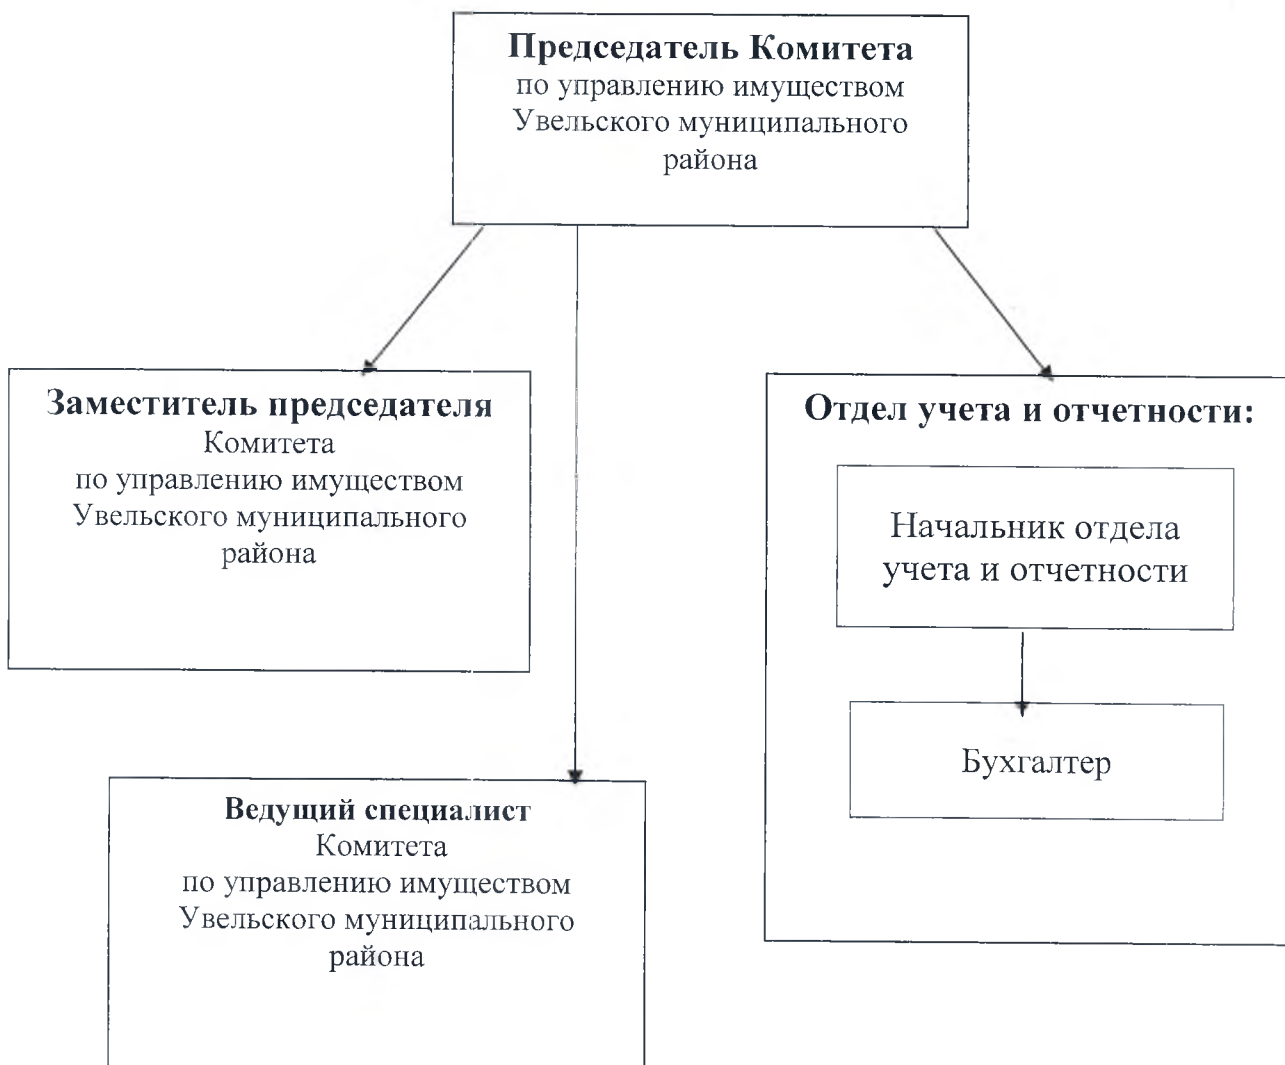 Председатель Комитета
по управлению имуществом
Увельского муниципального
района
Заместитель председателя
Комитета
по управлению имуществом
Увельского муниципального
района
Отдел учета и отчетности:
Начальник отдела
учета и отчетности
Бухгалтер
Ведущий специалист
Комитета
по управлению имуществом
Увельского муниципального
района